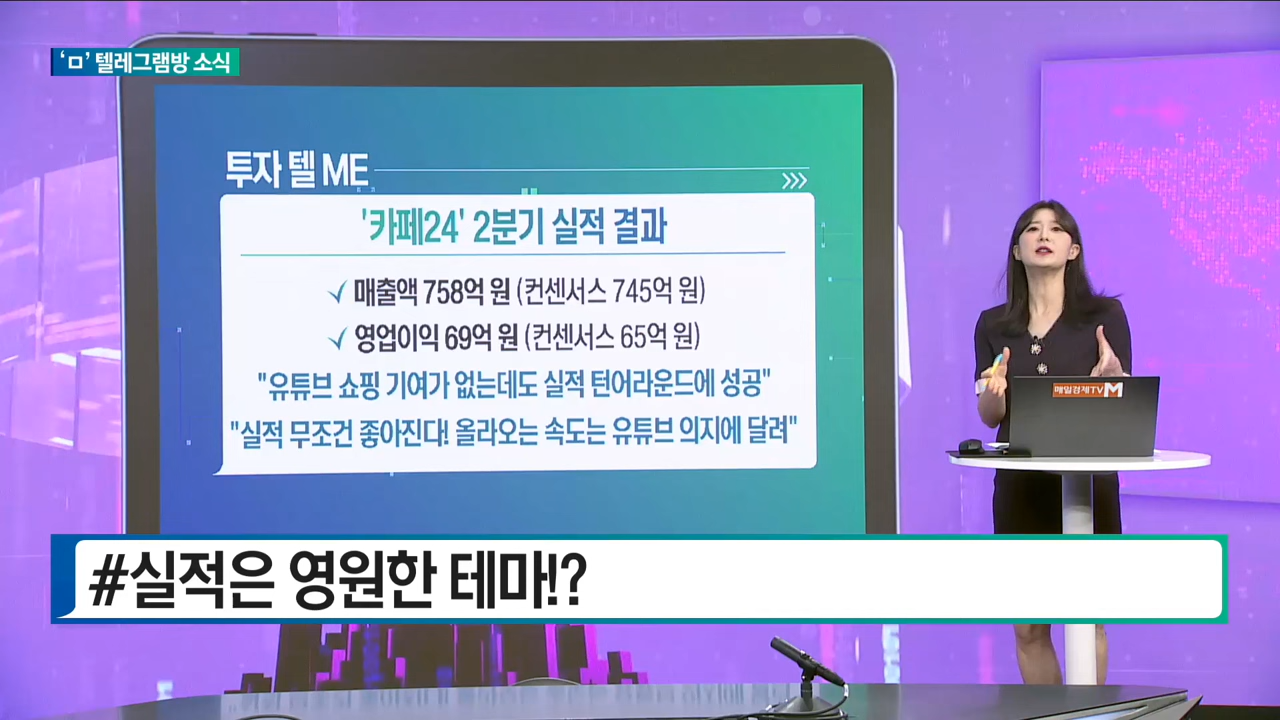 ‘ㅁ’ 텔레그램방 소식
투자 텔 ME
'카페24' 2분기 실적 결과
매출액 758억 원 (컨센서스 745억 원)
영업이익 69억 원 (컨센서스 65억 원)
"유튜브 쇼핑 기여가 없는데도 실적 턴어라운드에 성공"
"실적 무조건 좋아진다! 올라오는 속도는 유튜브 의지에 달려"
매일경제TV M
#실적은 영원한 테마!?